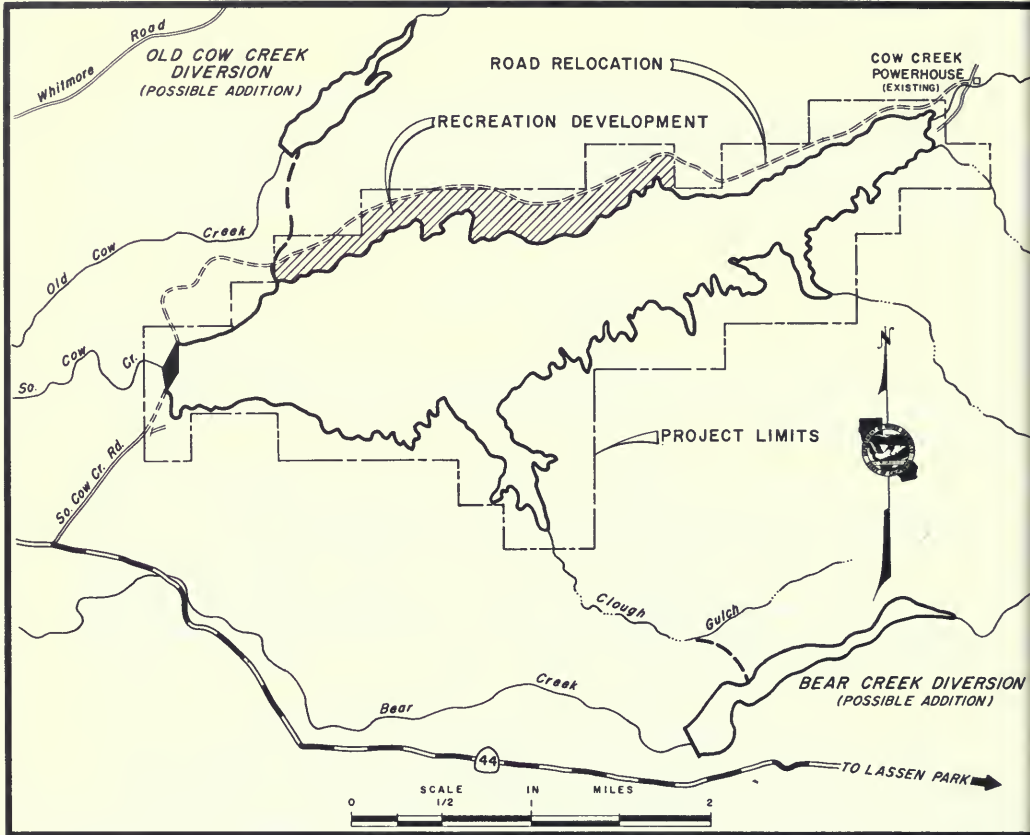 Whitmore Road
OLD COW CREEK
DIVERSION
(POSSIBLE ADDITION)
ROAD RELOCATION
COW CREEK
POWERHOUSE
(EXISTING)
RECREATION DEVELOPMENT
Old Cow Creek
So. Cow Cr.
N
PROJECT LIMITS
So. Cow Cr. Rd.
Clough Gulch
BEAR CREEK DIVERSION
(POSSIBLE ADDITION)
Bear Creek
44
TO LASSEN PARK
SCALE IN MILES
0 1/2 1 2